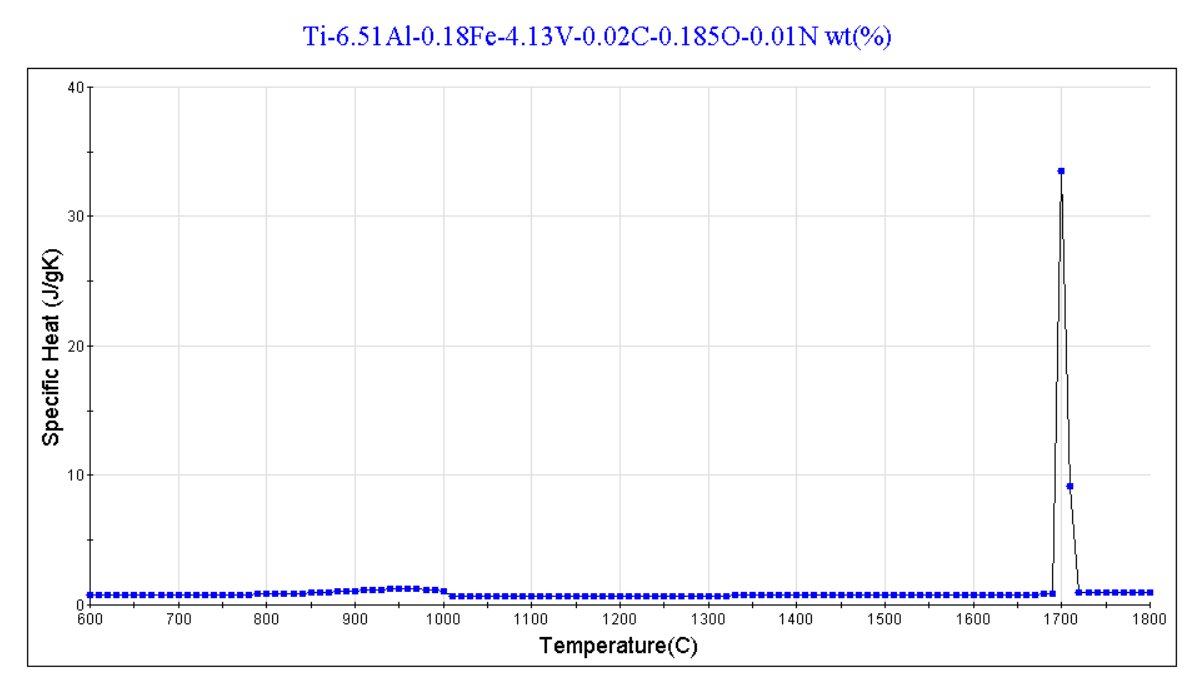 Ti-6.51Al-0.18Fe-4.13V-0.02C-0.185O-0.01N wt(%)
40
30
20
10
0
Specific Heat (J/gK)
600 700 800 900 1000 1100 1200 1300 1400 1500 1600 1700 1800
Temperature(C)